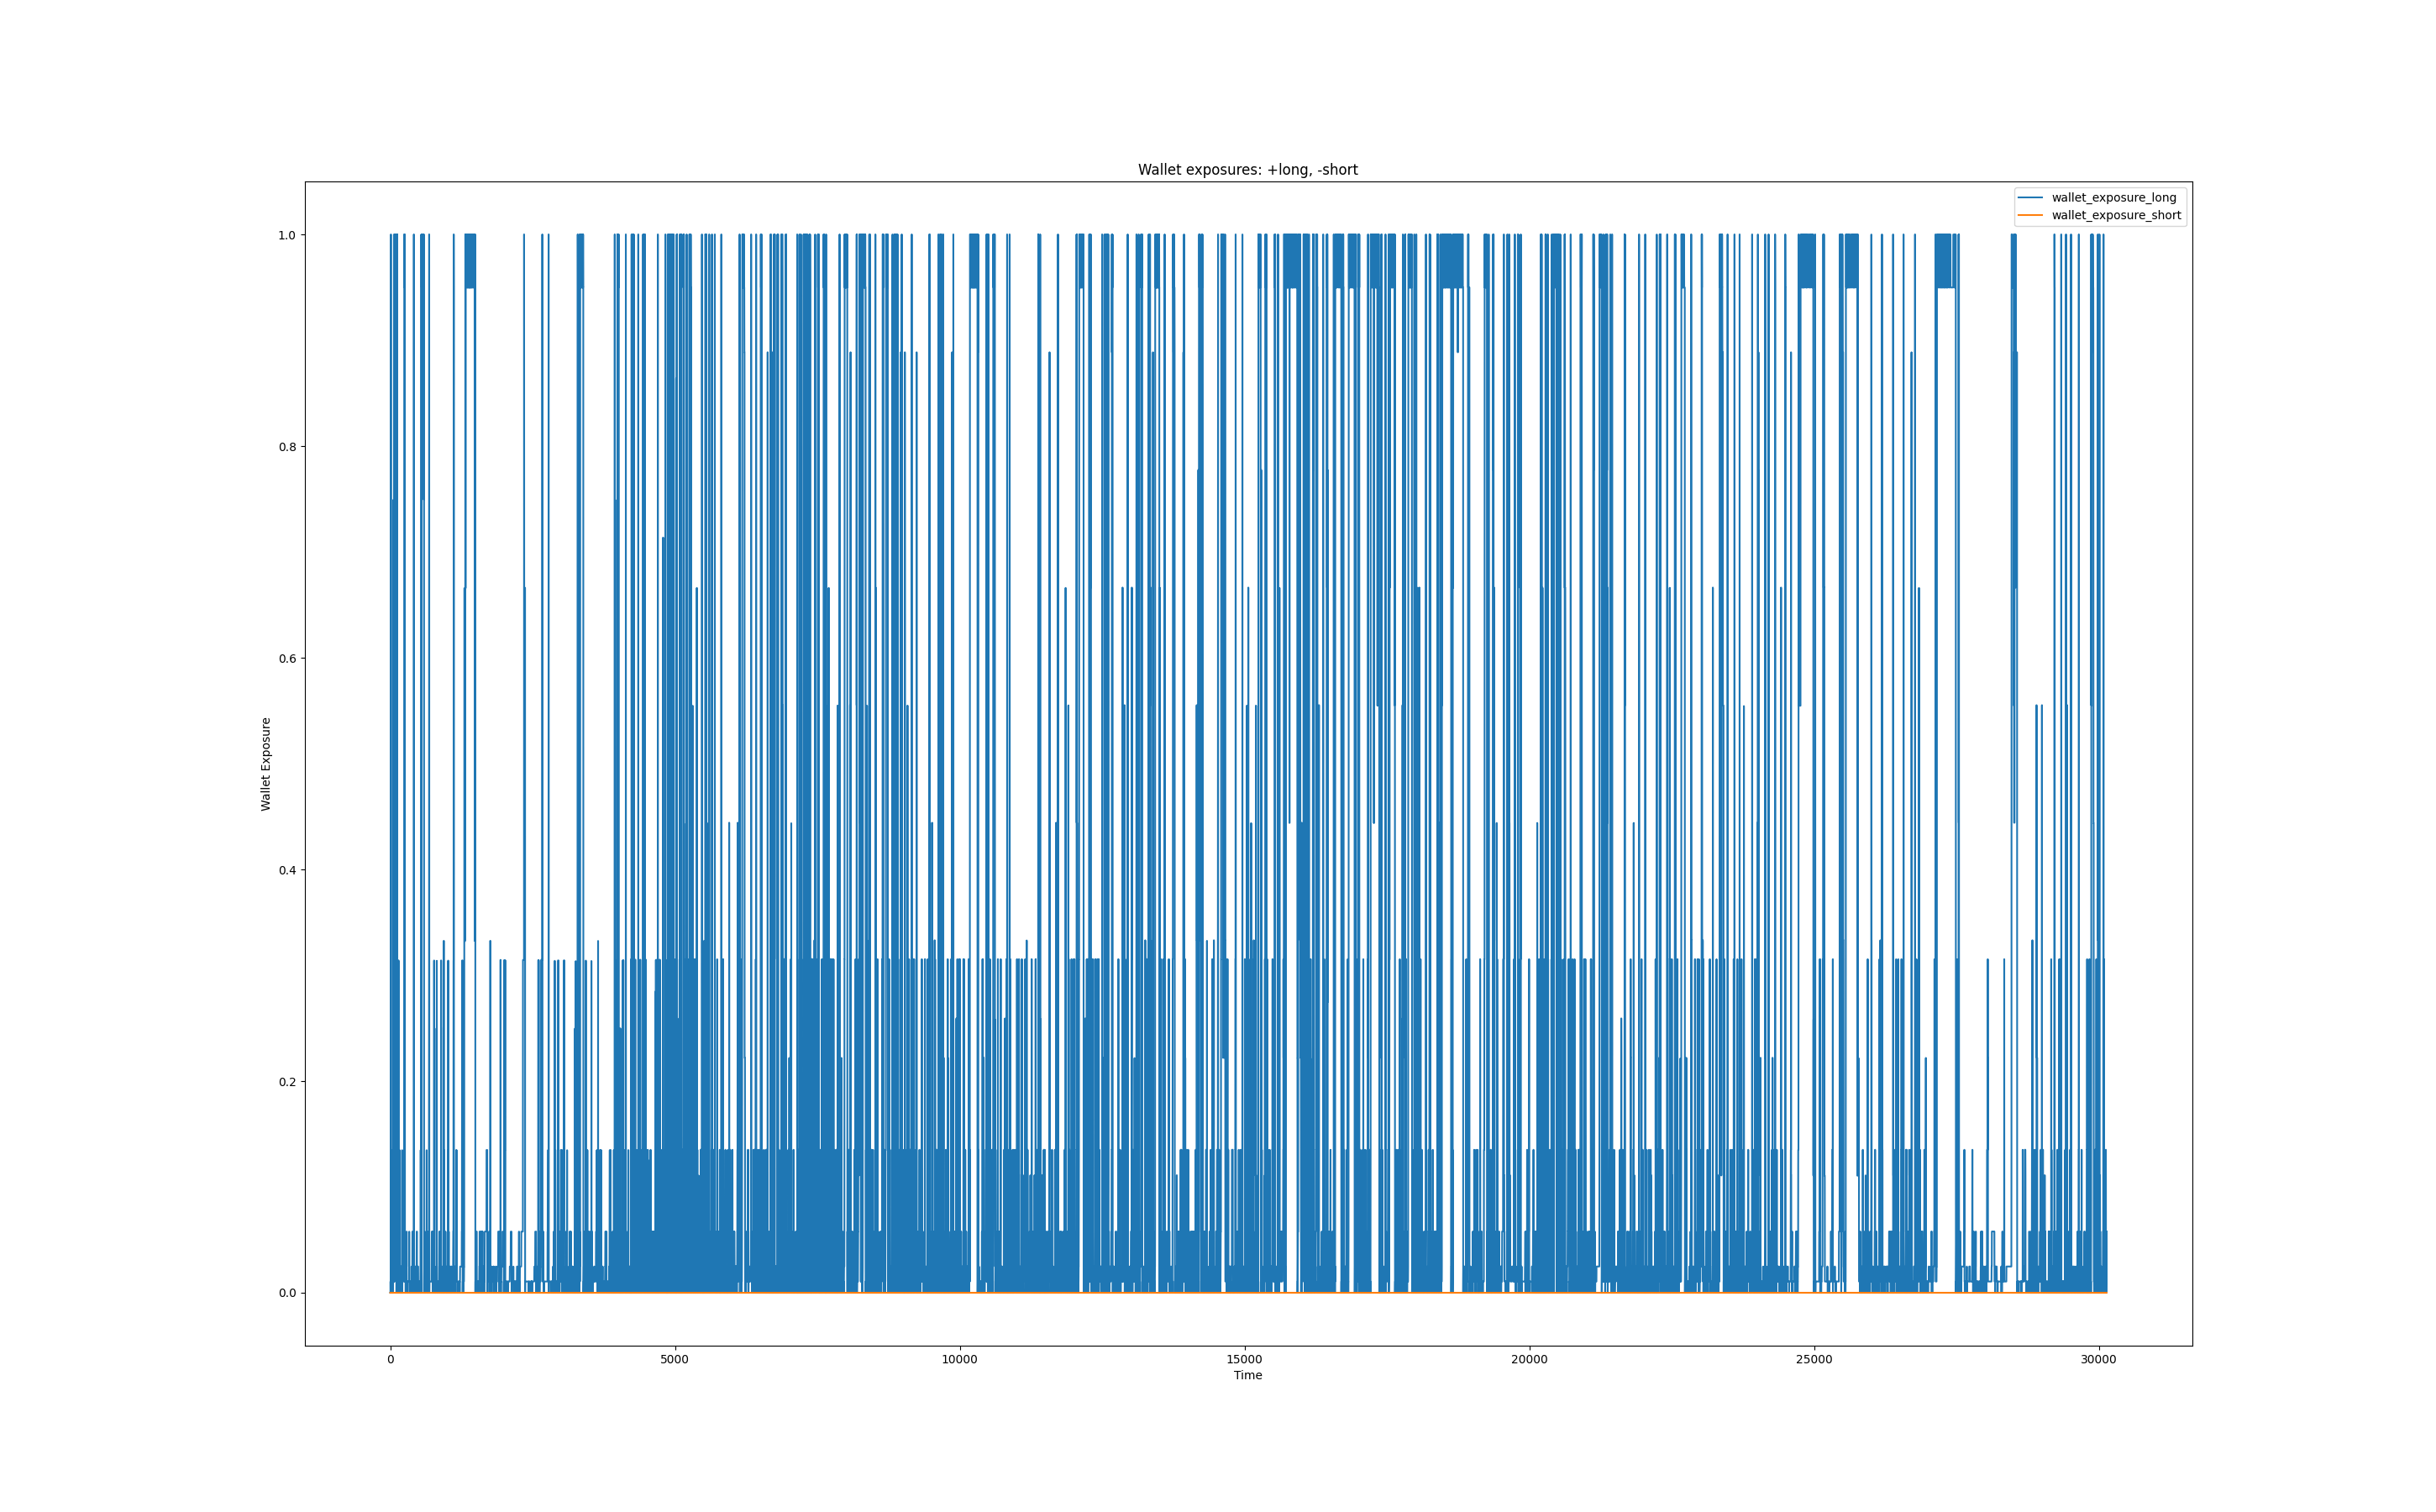 Wallet exposures: +long, -short
wallet_exposure_long
wallet_exposure_short
1.0
0.8
0.6
0.4
0.2
0.0
Wallet Exposure
0
5000
10000
15000
20000
25000
30000
Time